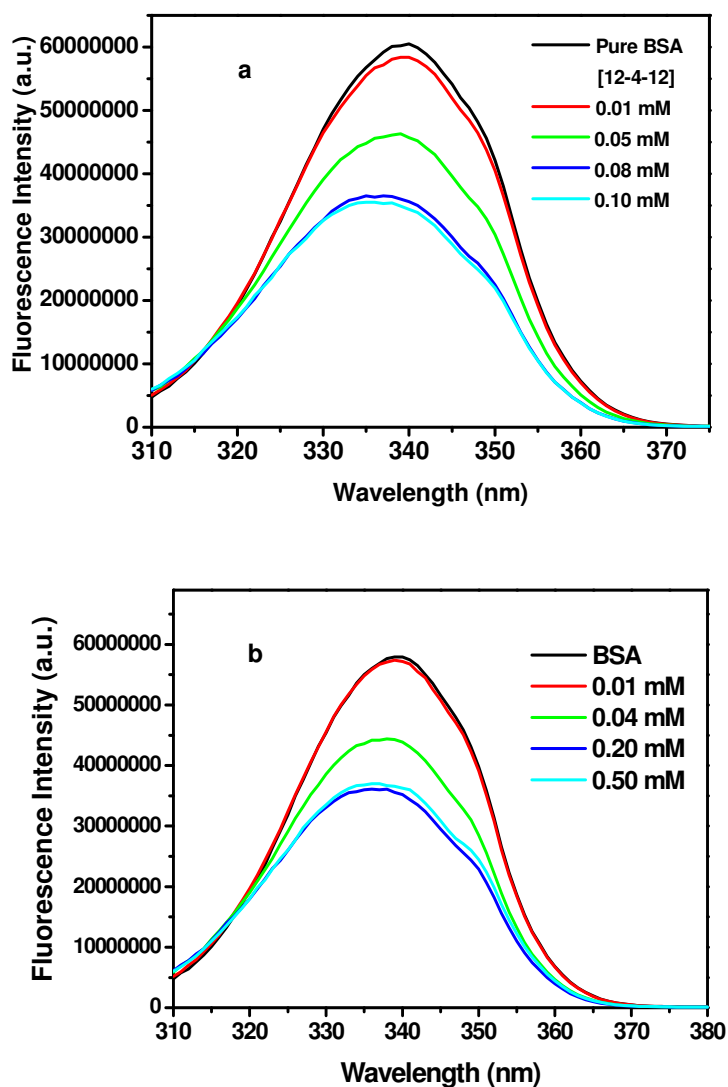 a
Pure BSA
[12-4-12]
0.01 mM
0.05 mM
0.08 mM
0.10 mM
Fluorescence Intensity (a.u.)
60000000
50000000
40000000
30000000
20000000
10000000
0
310 320 330 340 350 360 370
Wavelength (nm)
b
BSA
0.01 mM
0.04 mM
0.20 mM
0.50 mM
Fluorescence Intensity (a.u.)
60000000
50000000
40000000
30000000
20000000
10000000
0
310 320 330 340 350 360 370 380
Wavelength (nm)